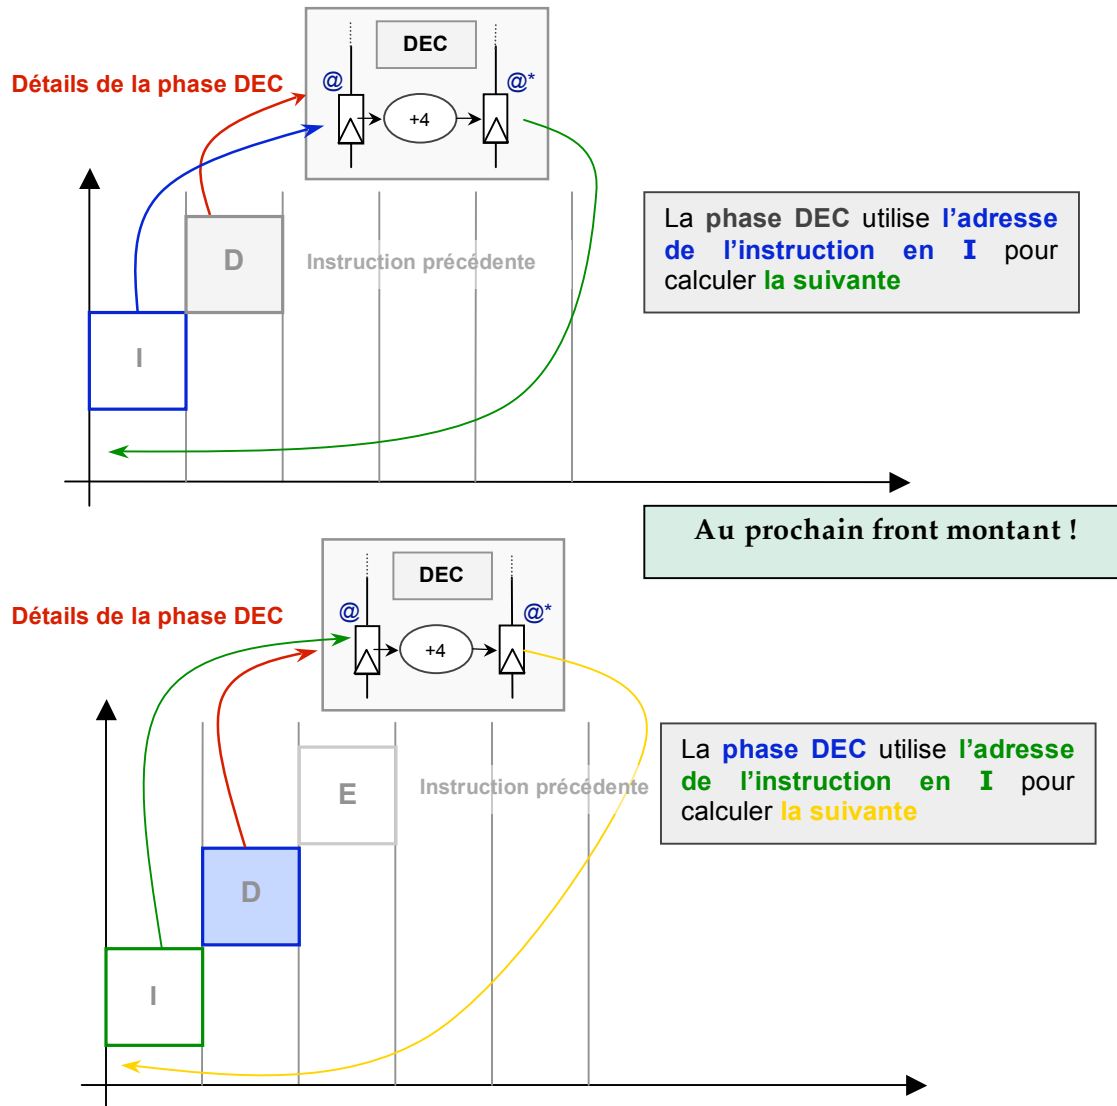 DEC
Détails de la phase DEC
@
@*
+4
D
Instruction précédente
I
La phase DEC utilise l’adresse
de l’instruction en I pour
calculer la suivante
Au prochain front montant !
DEC
Détails de la phase DEC
@
@*
+4
E
Instruction précédente
D
I
La phase DEC utilise l’adresse
de l’instruction en I pour
calculer la suivante